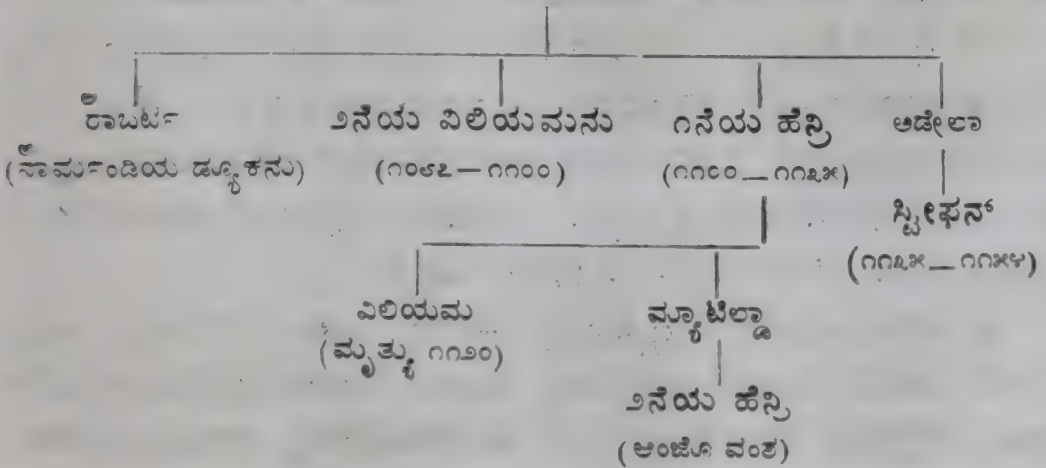 ರಾಬರ್ಟ ೨ನೆಯ ವಿಲಿಯಮನು ೧ನೆಯ ಹೆನ್ರಿ ಅಡೇಲಾ
(ನಾರ್ಮಂಡಿಯ ಡ್ಯೂಕನು) (೧೦೮೭—೧೧೦೦) (೧೧೦೦—೧೧೩೫)
ಸ್ಟೀಫನ್
(೧೧೩೫—೧೧೫೪)
ವಿಲಿಯಮ ಮ್ಯಾಟಿಲ್ಡಾ
(ಮೃತ್ಯು ೧೧೨೦)
೨ನೆಯ ಹೆನ್ರಿ
(ಆಂಜೊ ವಂಶ)